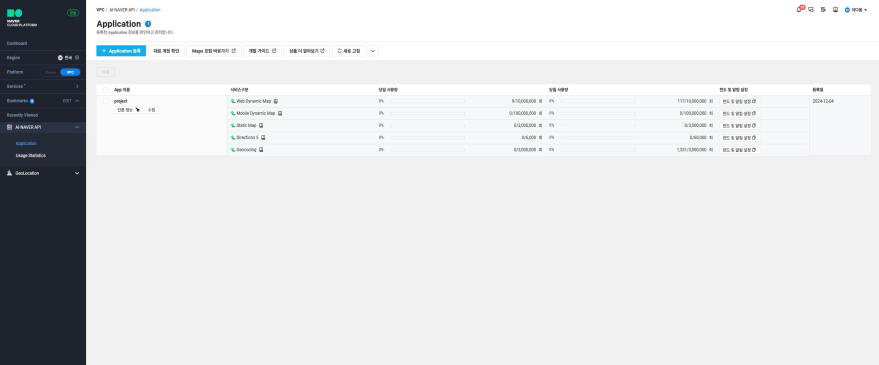 NAVER
CLOUD PLATFORM
Dashboard
Region
한국
Platform
VPC
Services
Bookmarks
EDIT
Recently Viewed
AI·NAVER API
Application
Usage Statistics
GeoLocation
VPC / AI·NAVER API / Application
Application
등록한 Application 정보를 확인하고 관리합니다.
+ Application 등록
대표 계정 확인
Maps 포럼 바로가기
개발 가이드
상품 더 알아보기
새로 고침
삭제
App 이름
서비스구분
당일 사용량
당월 사용량
한도 및 알림 설정
등록일
project
인증 정보
수정
Web Dynamic Map
0%
9/10,000,000 회
0%
117/10,000,000 회
한도 및 알림 설정
2024-12-04
Mobile Dynamic Map
0/100,000,000 회
0/100,000,000 회
한도 및 알림 설정
Static Map
0%
0/3,000,000 회
0%
0/3,000,000 회
한도 및 알림 설정
Directions 5
0%
0/6,000 회
0%
0/60,000 회
한도 및 알림 설정
Geocoding
0%
0/3,000,000 회
0%
1,331/3,000,000 회
한도 및 알림 설정